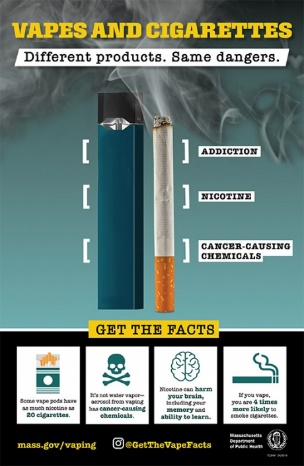 VAPES AND CIGARETTES
Different products. Same dangers.
ADDICTION
NICOTINE
CANCER-CAUSING
CHEMICALS
GET THE FACTS
Some vape pods have
as much nicotine as
20 cigarettes.
It's not water vapor—
aerosol from vaping
has cancer-causing
chemicals.
Nicotine can harm
your brain,
including your
memory and
ability to learn.
If you vape,
you are 4 times
more likely to
smoke cigarettes.
mass.gov/vaping
@GetTheVapeFacts
Massachusetts
Department
of Public Health